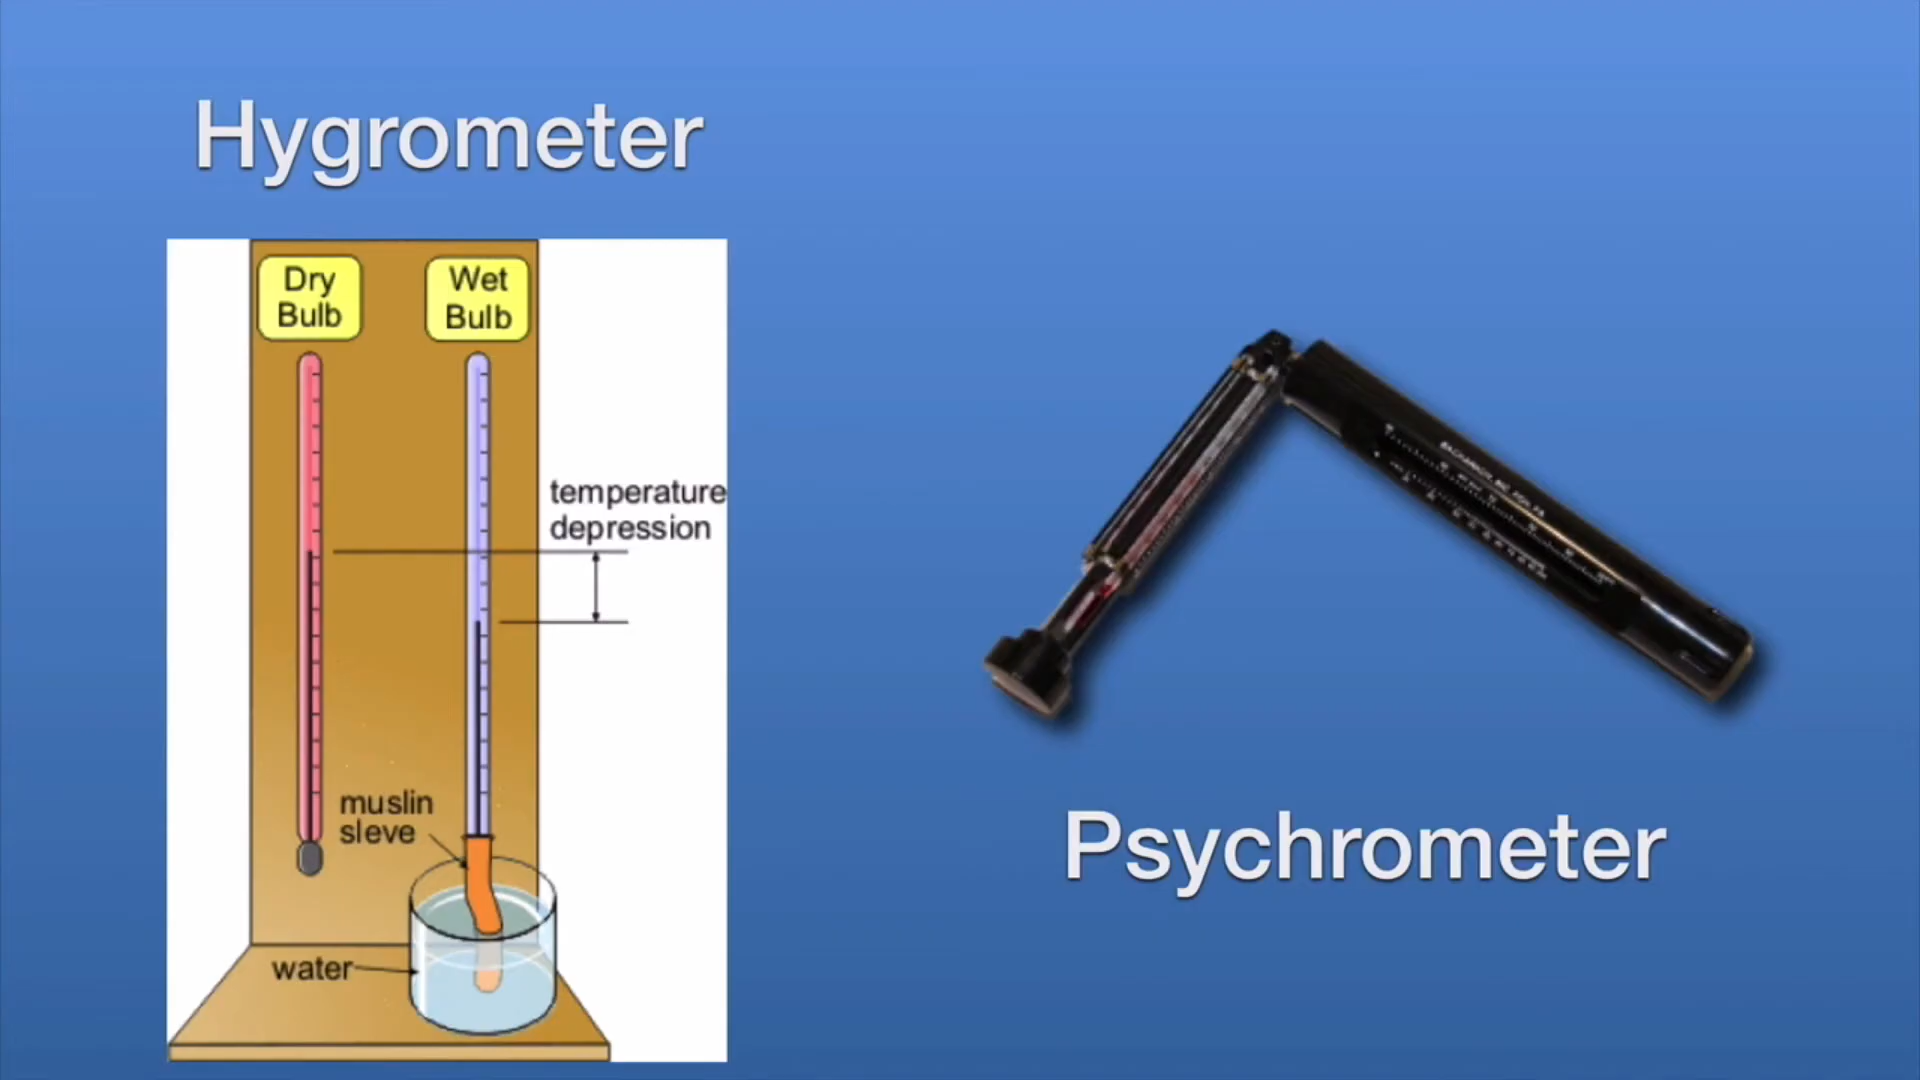 Hygrometer
Dry
Bulb
Wet
Bulb
temperature
depression
muslin
sleve
water
Psychrometer